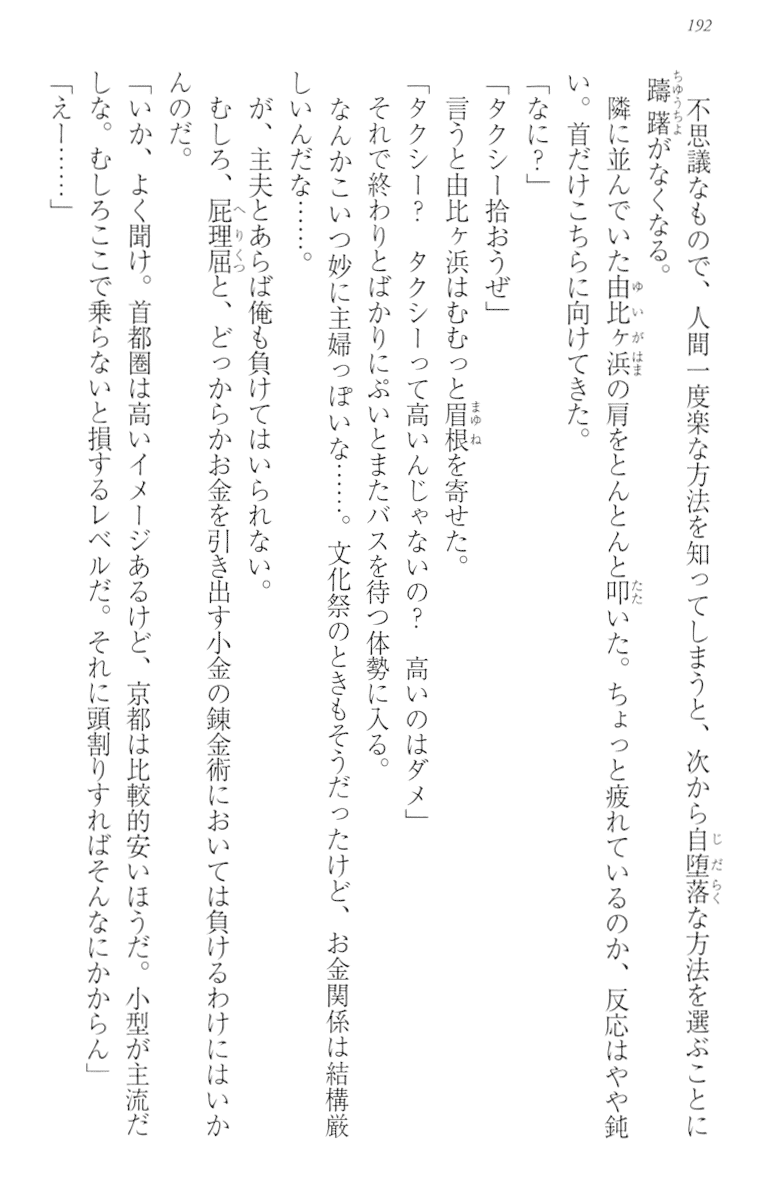 192
不思議なもので、人間一度楽な方法を知ってしまうと、次から自堕落な方法を選ぶことに
躊躇がなくなる。
隣に並んでいた由比ヶ浜の肩をとんとんと叩いた。ちょっと疲れているのか、反応はやや鈍
い。首だけこちらに向けてきた。
「なに?」
「タクシー拾おうぜ」
言うと由比ヶ浜はむむっと眉根を寄せた。
「タクシー?　タクシーって高いんじゃないの?　高いのはダメ」
それで終わりとばかりにぷいとまたバスを待つ体勢に入る。
なんかこいつ妙に主婦っぽいな……。文化祭のときもそうだったけど、お金関係は結構厳
しいんだな……。
が、主夫とあらば俺も負けてはいられない。
むしろ、屁理屈と、どっからかお金を引き出す小金の錬金術においては負けるわけにはいか
んのだ。
「いか、よく聞け。首都圏は高いイメージあるけど、京都は比較的安いほうだ。小型が主流だ
しな。むしろここで乗らないと損するレベルだ。それに頭割りすればそんなにかからん」
「えー……」